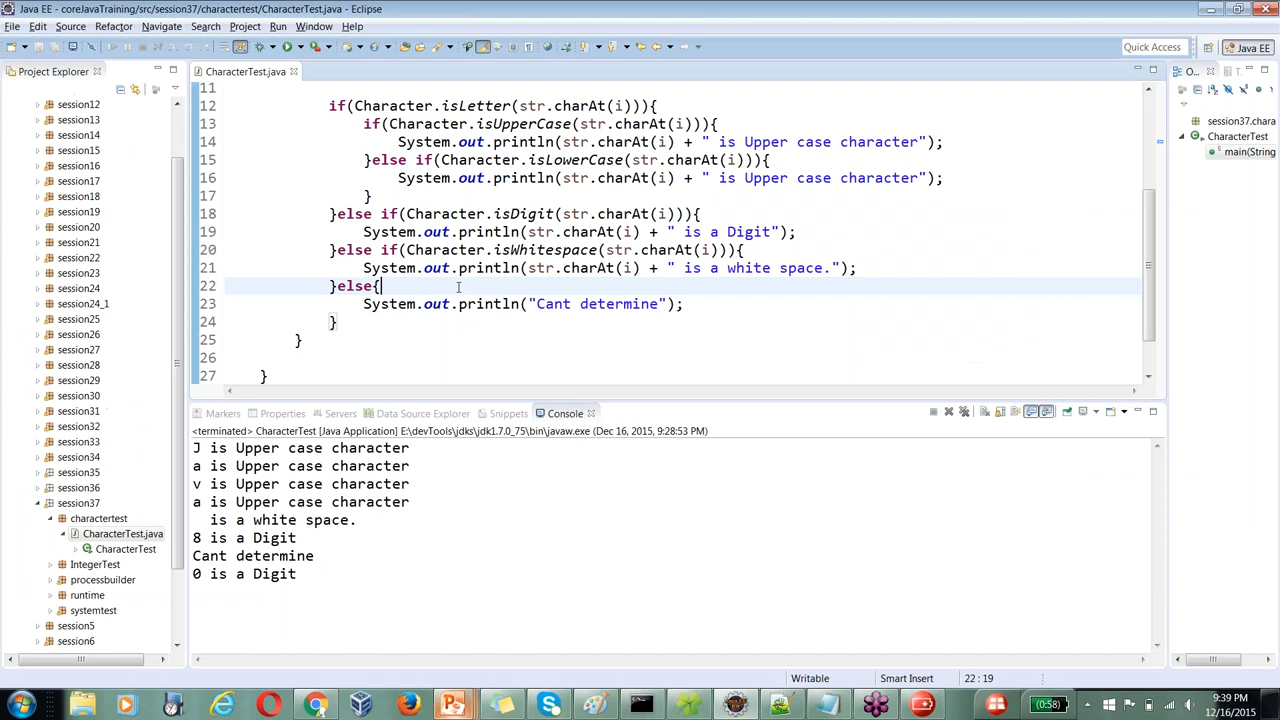 Java EE - coreJavaTraining/src/session37/charactertest/CharacterTest.java - Eclipse
File Edit Source Refactor Navigate Search Project Run Window Help
Quick Access
Java EE
Project Explorer
CharacterTest.java
O...
T..
session12
session13
session14
session15
session16
session17
session18
session19
session20
session21
session22
session23
session24
session24_1
session25
session26
session27
session28
session29
session30
session31
session32
session33
session34
session35
session36
session37
charactertest
CharacterTest.java
CharacterTest
IntegerTest
processbuilder
runtime
systemtest
session5
session6
11
12 if(Character.isLetter(str.charAt(i))){
13 if(Character.isUpperCase(str.charAt(i))){
14 System.out.println(str.charAt(i) + " is Upper case character");
15 }else if(Character.isLowerCase(str.charAt(i))){
16 System.out.println(str.charAt(i) + " is Upper case character");
17 }
18 }else if(Character.isDigit(str.charAt(i))){
19 System.out.println(str.charAt(i) + " is a Digit");
20 }else if(Character.isWhitespace(str.charAt(i))){
21 System.out.println(str.charAt(i) + " is a white space.");
22 }else{
23 System.out.println("Cant determine");
24 }
25 }
26
27 }
session37.chara
CharacterTest
main(String
Markers Properties Servers Data Source Explorer Snippets Console
<terminated> CharacterTest [Java Application] E:\devTools\jdks\jdk1.7.0_75\bin\javaw.exe (Dec 16, 2015, 9:28:53 PM)
J is Upper case character
a is Upper case character
v is Upper case character
a is Upper case character
is a white space.
8 is a Digit
Cant determine
0 is a Digit
Writable
Smart Insert
22 : 19
(0:58)
9:39 PM
12/16/2015